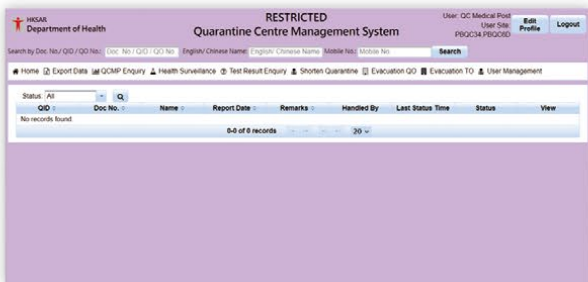 HKSAR
Department of Health
RESTRICTED
Quarantine Centre Management System
User: QC Medical Post
User Site:
PBQC34,PBQC8D
Edit Profile
Logout
Search by Doc. No./ QID / QO No.: Doc. No / QID / QO No. English/ Chinese Name: English/ Chinese Name Mobile No.: Mobile No. Search
Home Export Data QCMP Enquiry Health Surveillance Test Result Enquiry Shorten Quarantine Evacuation QO Evacuation TO User Management
Status: All
QID Doc No. Name Report Date Remarks Handled By Last Status Time Status View
No records found.
0-0 of 0 records 20